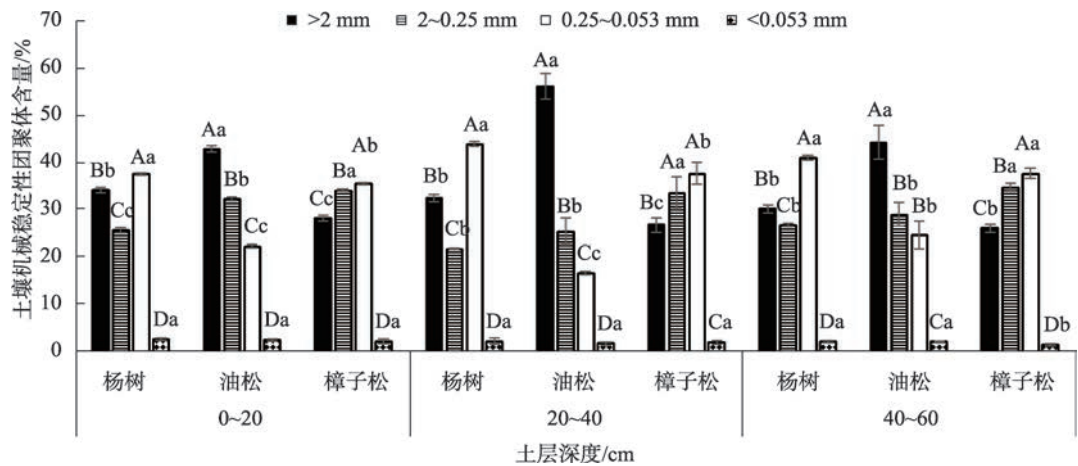 >2 mm 2~0.25 mm 0.25~0.053 mm <0.053 mm
土壤机械稳定性团聚体含量/%
70
60
50
40
30
20
10
0
Bb Cc Aa Da Aa Bb Cc Da Cc Ba Ab Da
Bb Cb Aa Da Aa Bb Cc Ca Bc Aa Ab Ca
Bb Cb Aa Da Aa Bb Bb Ca Cb Ba Aa Db
杨树 油松 樟子松 杨树 油松 樟子松 杨树 油松 樟子松
0~20 20~40 40~60
土层深度/cm